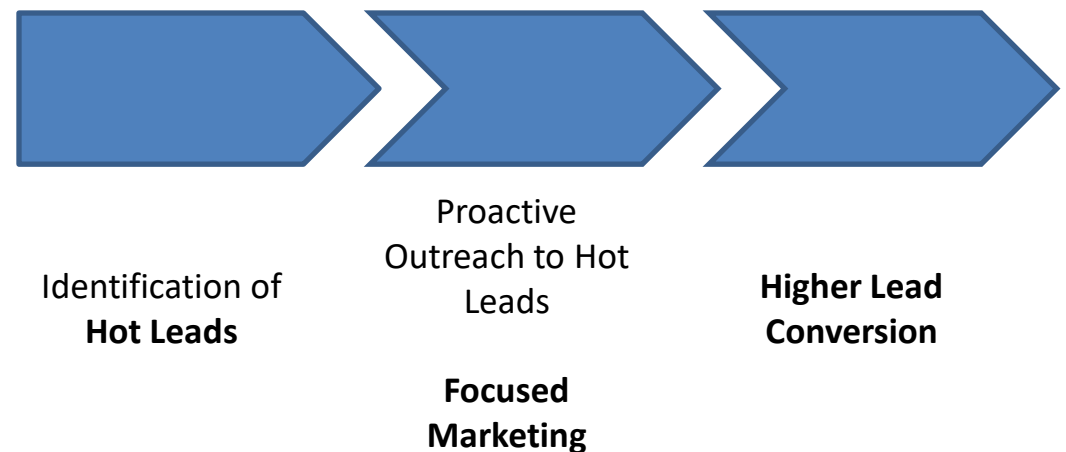 Identification of
Hot Leads
Proactive
Outreach to Hot
Leads
Focused
Marketing
Higher Lead
Conversion